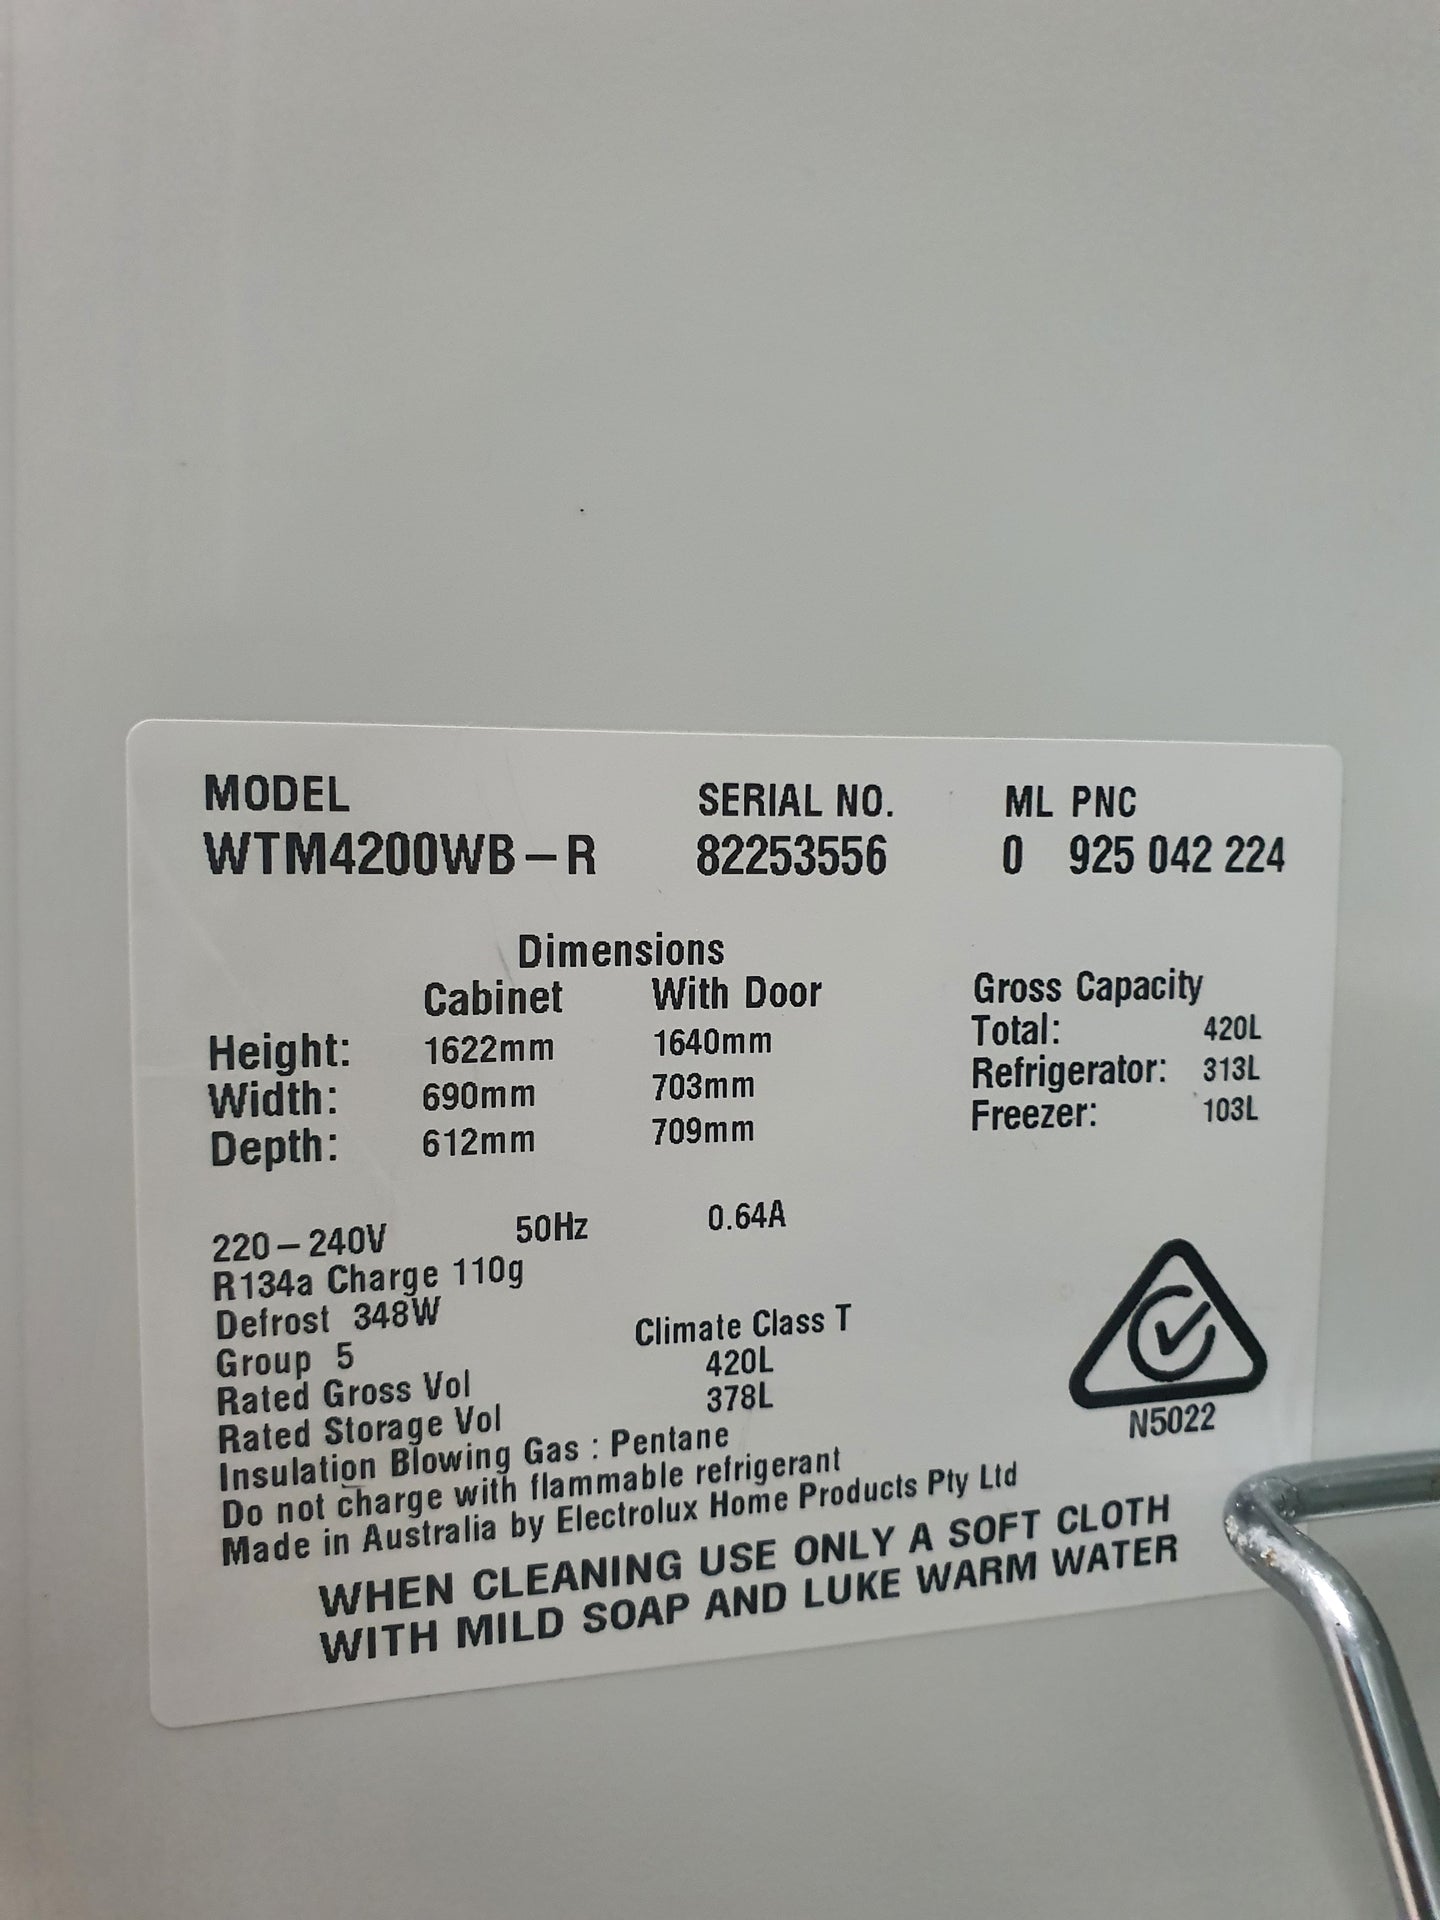 MODEL SERIAL NO. ML PNC
WTM4200WB–R 82253556 0 925 042 224
Dimensions
Cabinet With Door Gross Capacity
Height: 1622mm 1640mm Total: 420L
Width: 690mm 703mm Refrigerator: 313L
Depth: 612mm 709mm Freezer: 103L
220–240V 50Hz 0.64A
R134a Charge 110g
Defrost 348W
Group 5 Climate Class T
Rated Gross Vol 420L
Rated Storage Vol 378L
Insulation Blowing Gas : Pentane
Do not charge with flammable refrigerant
Made in Australia by Electrolux Home Products Pty Ltd
N5022
WHEN CLEANING USE ONLY A SOFT CLOTH
WITH MILD SOAP AND LUKE WARM WATER